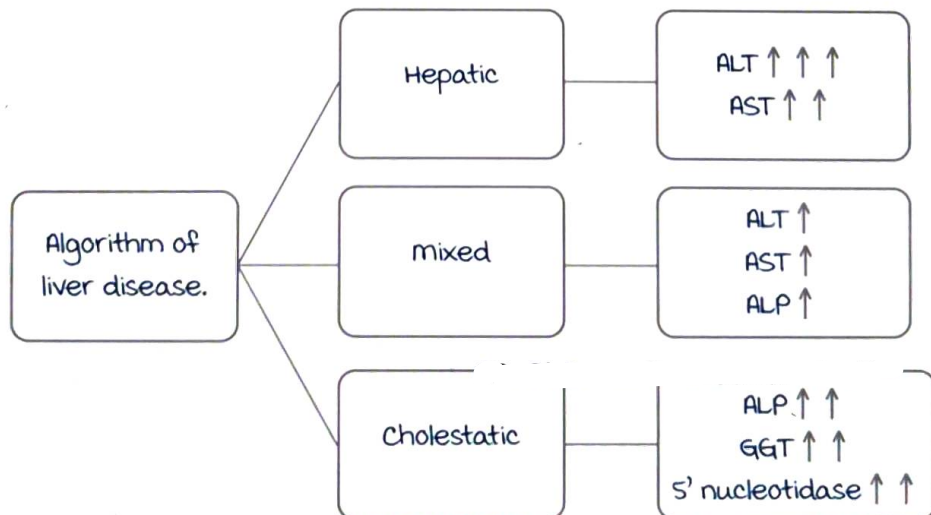 Algorithm of
liver disease.
Hepatic
ALT ↑ ↑ ↑
AST ↑ ↑
mixed
ALT ↑
AST ↑
ALP ↑
Cholestatic
ALP ↑ ↑
GGT ↑ ↑
5' nucleotidase ↑ ↑